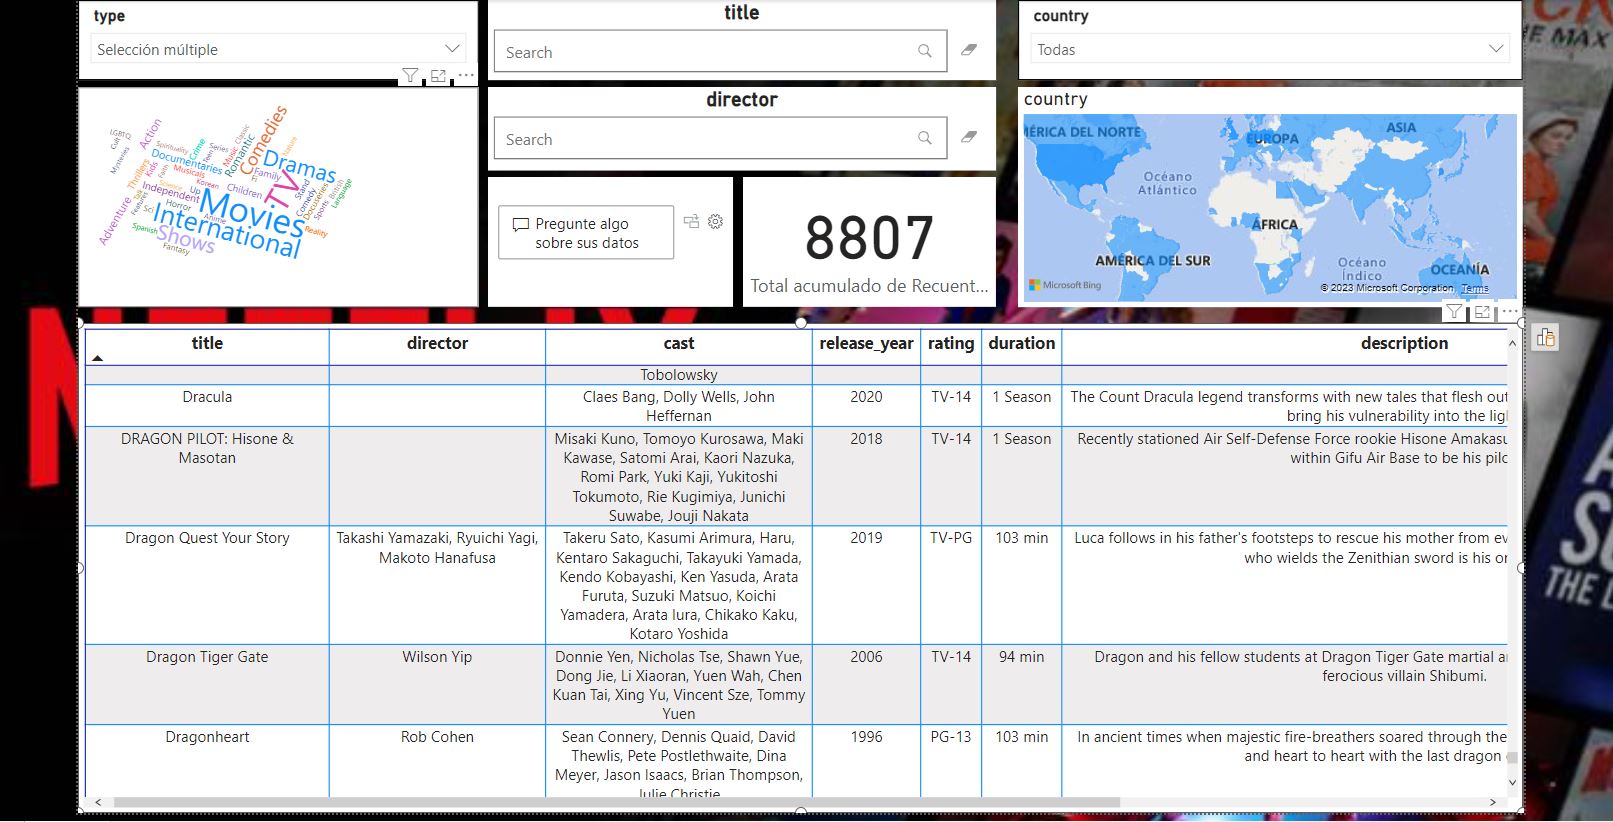 type
Selección múltiple
title
Search
country
Todas
director
Search
country
LGBTQ
Cult
Mysteries
Action
Spirituality
Crime
Series
Teen
Music
Classic
Romantic
Comedies
Nature
Documentaries
Dramas
Thrillers
Kids
Faith
Musicals
Korean
Family
TV
Science
Independent
Up
Children
Stand
Comedy
Docuseries
Sports
British
Language
Talk
Features
Sci
Horror
Movies
Anime
Adventure
International
Spanish
Shows
Fantasy
Reality
Pregunte algo
sobre sus datos
8807
Total acumulado de Recuent...
MÉRICA DEL NORTE
EUROPA
ASIA
Océano
Atlántico
ÁFRICA
AMÉRICA DEL SUR
Océano
Índico
OCEANÍA
Microsoft Bing
© 2023 Microsoft Corporation Terms
title director cast release_year rating duration description
Tobolowsky
Dracula Claes Bang, Dolly Wells, John 2020 TV-14 1 Season The Count Dracula legend transforms with new tales that flesh out
Heffernan bring his vulnerability into the lig
DRAGON PILOT: Hisone & Misaki Kuno, Tomoyo Kurosawa, Maki 2018 TV-14 1 Season Recently stationed Air Self-Defense Force rookie Hisone Amakasu
Masotan Kawase, Satomi Arai, Kaori Nazuka, within Gifu Air Base to be his pilo
Romi Park, Yuki Kaji, Yukitoshi
Tokumoto, Rie Kugimiya, Junichi
Suwabe, Jouji Nakata
Dragon Quest Your Story Takashi Yamazaki, Ryuichi Yagi, Takeru Sato, Kasumi Arimura, Haru, 2019 TV-PG 103 min Luca follows in his father's footsteps to rescue his mother from ev
Makoto Hanafusa Kentaro Sakaguchi, Takayuki Yamada, who wields the Zenithian sword is his or
Kendo Kobayashi, Ken Yasuda, Arata
Furuta, Suzuki Matsuo, Koichi
Yamadera, Arata Iura, Chikako Kaku,
Kotaro Yoshida
Dragon Tiger Gate Wilson Yip Donnie Yen, Nicholas Tse, Shawn Yue, 2006 TV-14 94 min Dragon and his fellow students at Dragon Tiger Gate martial ar
Dong Jie, Li Xiaoran, Yuen Wah, Chen ferocious villain Shibumi.
Kuan Tai, Xing Yu, Vincent Sze, Tommy
Yuen
Dragonheart Rob Cohen Sean Connery, Dennis Quaid, David 1996 PG-13 103 min In ancient times when majestic fire-breathers soared through the
Thewlis, Pete Postlethwaite, Dina and heart to heart with the last dragon
Meyer, Jason Isaacs, Brian Thompson,
Julie Christie
E MAX
THE